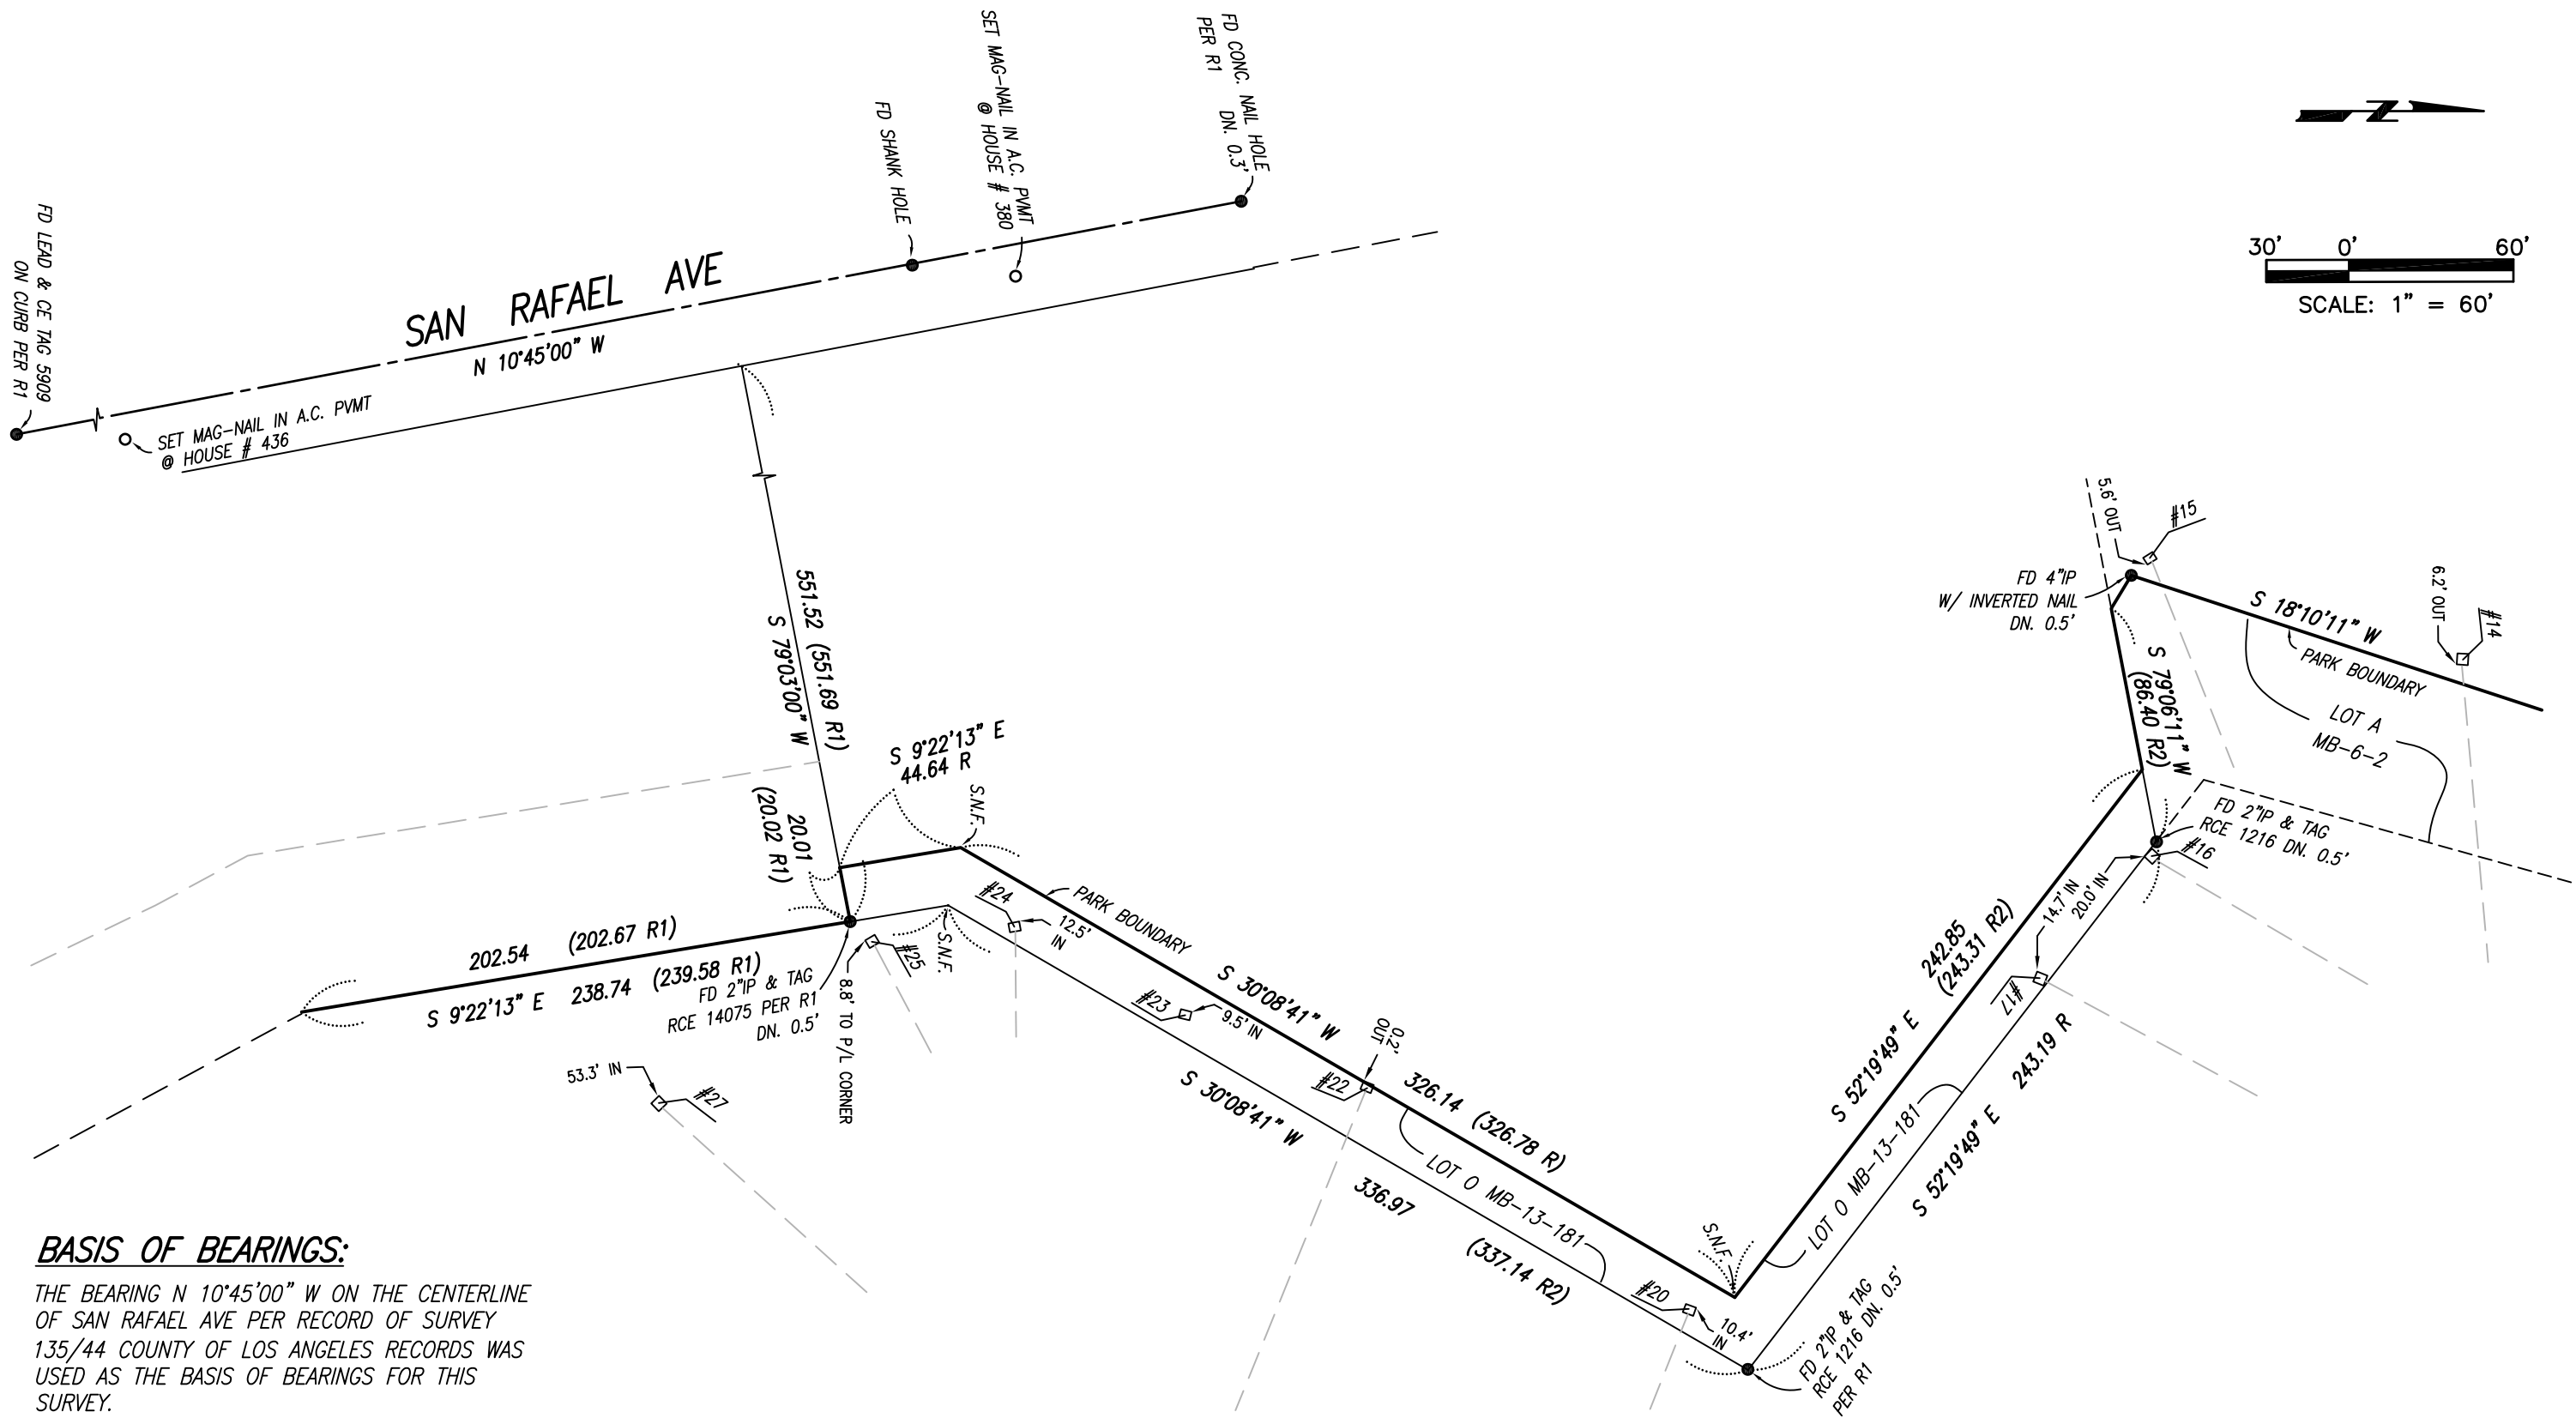 FD LEAD & CE TAG 5909
ON CURB PER R1
SAN RAFAEL AVE
N 10°45'00" W
SET MAG-NAIL IN A.C. PVMT
@ HOUSE # 436
FD SHANK HOLE
SET MAG-NAIL IN A.C. PVMT
@ HOUSE # 380
FD CONC. NAIL HOLE
PER R1 DN. 0.3'
30' 0' 60'
SCALE: 1" = 60'
551.52 (551.69 R1)
S 79°03'00" W
S 9°22'13" E
44.64 R
S.N.F.
20.01
(20.02 R1)
202.54 (202.67 R1)
S 9°22'13" E 238.74 (239.58 R1)
FD 2"IP & TAG
RCE 14075 PER R1
DN. 0.5'
8.8' TO P/L CORNER
#25
S.N.F.
#24
12.5'
IN
PARK BOUNDARY
#23
9.5' IN
S 30°08'41" W
0.2'
OUT
#22
326.14 (326.78 R)
S 30°08'41" W
LOT O MB-13-181
336.97
(337.14 R2)
53.3' IN
#27
#20
10.4'
IN
S.N.F.
FD 2"IP & TAG
RCE 1216 DN. 0.5'
PER R1
LOT O MB-13-181
S 52°19'49" E
242.85
(243.31 R2)
S 52°19'49" E 243.19 R
#17
14.7' IN
20.0' IN
#16
FD 2"IP & TAG
RCE 1216 DN. 0.5'
S 79°06'11" W
(86.40 R2)
FD 4"IP
W/ INVERTED NAIL
DN. 0.5'
5.6' OUT
#15
S 18°10'11" W
PARK BOUNDARY
6.2' OUT
#14
LOT A
MB-6-2
BASIS OF BEARINGS:
THE BEARING N 10°45'00" W ON THE CENTERLINE
OF SAN RAFAEL AVE PER RECORD OF SURVEY
135/44 COUNTY OF LOS ANGELES RECORDS WAS
USED AS THE BASIS OF BEARINGS FOR THIS
SURVEY.